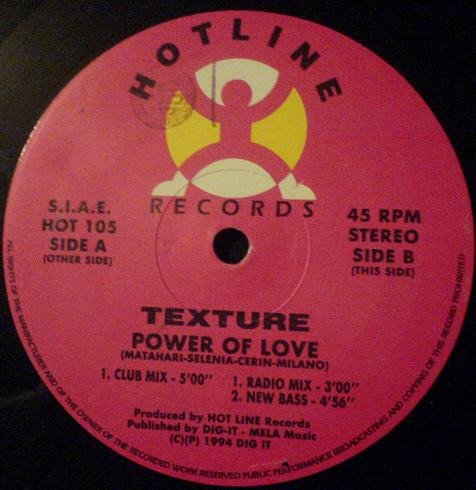 HOTLINE
RECORDS
S.I.A.E.
HOT 105
SIDE A
(OTHER SIDE)
45 RPM
STEREO
SIDE B
(THIS SIDE)
TEXTURE
POWER OF LOVE
(MATAHARI-SELENIA-CERIN-MILANO)
1. CLUB MIX - 5'00"
1. RADIO MIX - 3'00"
2. NEW BASS - 4'56"
Produced by HOT LINE Records
Published by DIG-IT - MELA Music
(C)(P) 1994 DIG iT
ALL RIGHTS OF THE MANUFACTURER AND OF THE OWNER OF THE RECORDED WORK RESERVED PUBLIC PERFORMANCE BROADCASTING AND COPYING OF THIS RECORD PROHIBITED